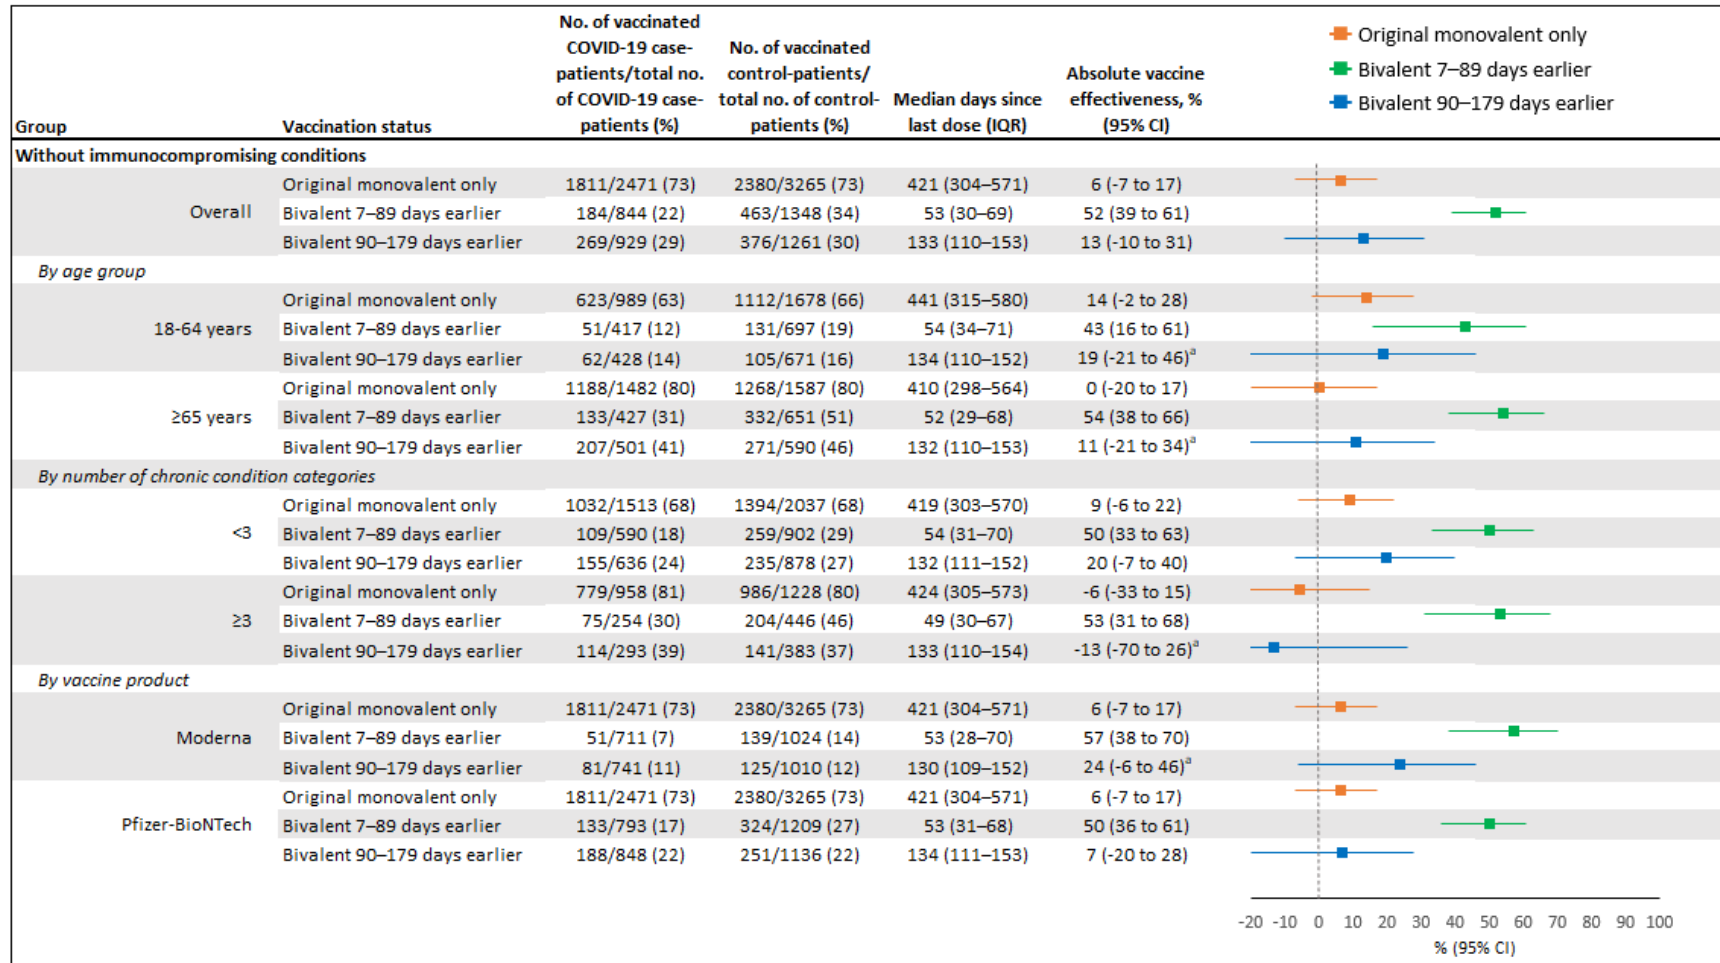 No. of vaccinated
COVID-19 case-
patients/total no.
of COVID-19 case-
patients (%)
No. of vaccinated
control-patients/
total no. of control-
patients (%)
Median days since
last dose (IQR)
Absolute vaccine
effectiveness, %
(95% CI)
Group
Vaccination status
Original monovalent only
Bivalent 7–89 days earlier
Bivalent 90–179 days earlier
Without immunocompromising conditions
Overall
Original monovalent only 1811/2471 (73) 2380/3265 (73) 421 (304–571) 6 (-7 to 17)
Bivalent 7–89 days earlier 184/844 (22) 463/1348 (34) 53 (30–69) 52 (39 to 61)
Bivalent 90–179 days earlier 269/929 (29) 376/1261 (30) 133 (110–153) 13 (-10 to 31)
By age group
18-64 years
Original monovalent only 623/989 (63) 1112/1678 (66) 441 (315–580) 14 (-2 to 28)
Bivalent 7–89 days earlier 51/417 (12) 131/697 (19) 54 (34–71) 43 (16 to 61)
Bivalent 90–179 days earlier 62/428 (14) 105/671 (16) 134 (110–152) 19 (-21 to 46)a
≥65 years
Original monovalent only 1188/1482 (80) 1268/1587 (80) 410 (298–564) 0 (-20 to 17)
Bivalent 7–89 days earlier 133/427 (31) 332/651 (51) 52 (29–68) 54 (38 to 66)
Bivalent 90–179 days earlier 207/501 (41) 271/590 (46) 132 (110–153) 11 (-21 to 34)a
By number of chronic condition categories
<3
Original monovalent only 1032/1513 (68) 1394/2037 (68) 419 (303–570) 9 (-6 to 22)
Bivalent 7–89 days earlier 109/590 (18) 259/902 (29) 54 (31–70) 50 (33 to 63)
Bivalent 90–179 days earlier 155/636 (24) 235/878 (27) 132 (111–152) 20 (-7 to 40)
≥3
Original monovalent only 779/958 (81) 986/1228 (80) 424 (305–573) -6 (-33 to 15)
Bivalent 7–89 days earlier 75/254 (30) 204/446 (46) 49 (30–67) 53 (31 to 68)
Bivalent 90–179 days earlier 114/293 (39) 141/383 (37) 133 (110–154) -13 (-70 to 26)a
By vaccine product
Moderna
Original monovalent only 1811/2471 (73) 2380/3265 (73) 421 (304–571) 6 (-7 to 17)
Bivalent 7–89 days earlier 51/711 (7) 139/1024 (14) 53 (28–70) 57 (38 to 70)
Bivalent 90–179 days earlier 81/741 (11) 125/1010 (12) 130 (109–152) 24 (-6 to 46)a
Pfizer-BioNTech
Original monovalent only 1811/2471 (73) 2380/3265 (73) 421 (304–571) 6 (-7 to 17)
Bivalent 7–89 days earlier 133/793 (17) 324/1209 (27) 53 (31–68) 50 (36 to 61)
Bivalent 90–179 days earlier 188/848 (22) 251/1136 (22) 134 (111–153) 7 (-20 to 28)
-20 -10 0 10 20 30 40 50 60 70 80 90 100
% (95% CI)